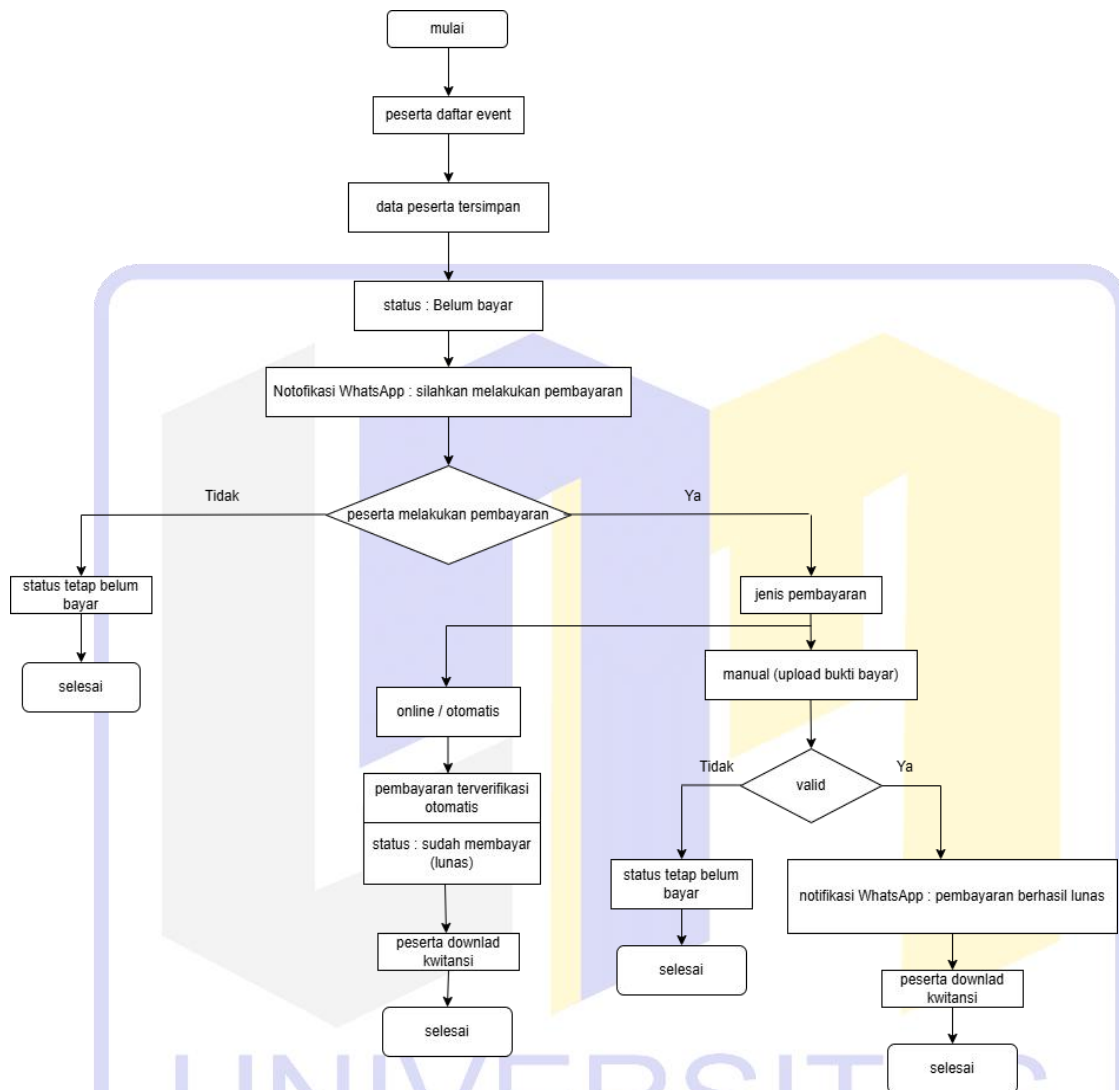 mulai
peserta daftar event
data peserta tersimpan
status : Belum bayar
Notofikasi WhatsApp : silahkan melakukan pembayaran
Tidak
Ya
peserta melakukan pembayaran
status tetap belum
bayar
selesai
jenis pembayaran
manual (upload bukti bayar)
online / otomatis
Tidak
Ya
valid
pembayaran terverifikasi
otomatis
status : sudah membayar
(lunas)
status tetap belum
bayar
notifikasi WhatsApp : pembayaran berhasil lunas
peserta downlad
kwitansi
selesai
peserta downlad
kwitansi
selesai
selesai
UNIVERSITAS